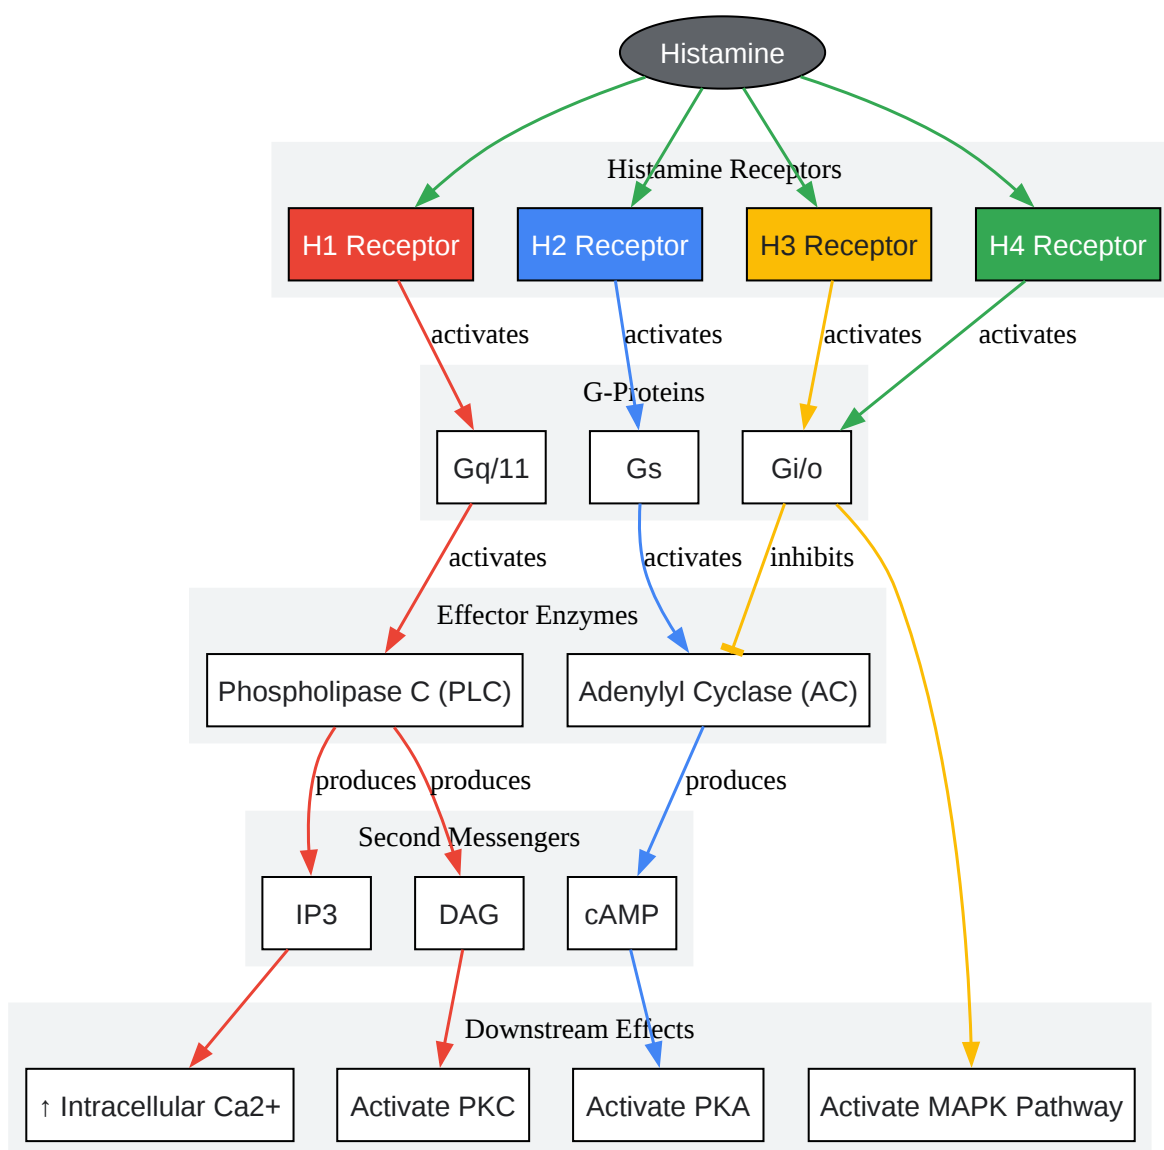 Histamine
Histamine Receptors
H1 Receptor
H2 Receptor
H3 Receptor
H4 Receptor
activates
activates
activates
activates
G-Proteins
Gq/11
Gs
Gi/o
activates
activates
inhibits
Effector Enzymes
Phospholipase C (PLC)
Adenylyl Cyclase (AC)
produces
produces
produces
Second Messengers
IP3
DAG
cAMP
Downstream Effects
↑ Intracellular Ca2+
Activate PKC
Activate PKA
Activate MAPK Pathway